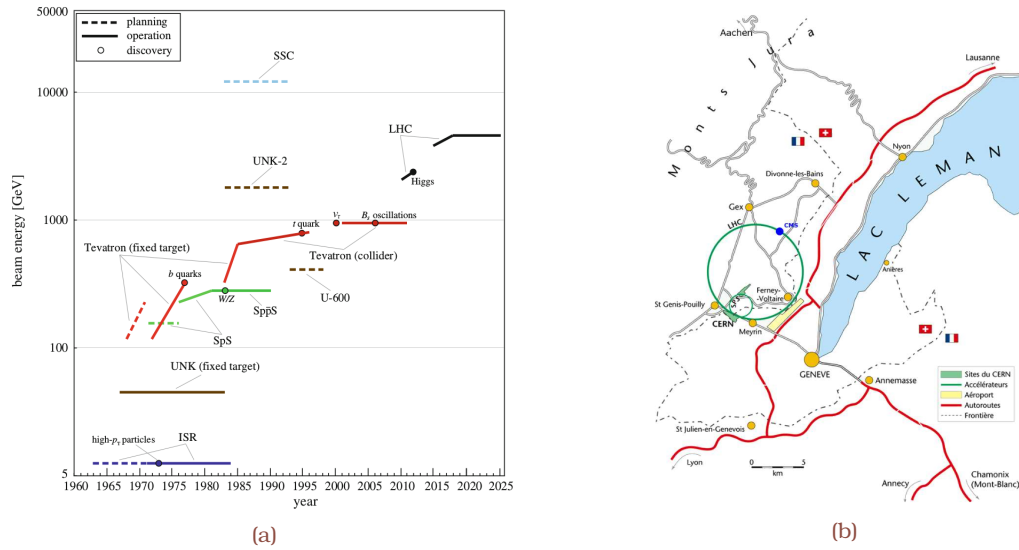 50000
planning
operation
discovery
SSC
10000
LHC
UNK-2
Higgs
t quark
ντ
Bs oscillations
1000
Tevatron (fixed target)
Tevatron (collider)
b quarks
W/Z
U-600
Spp̄S
SpS
100
UNK (fixed target)
high-pt particles
ISR
5
1960 1965 1970 1975 1980 1985 1990 1995 2000 2005 2010 2015 2020 2025
year
beam energy [GeV]
(a)
Aachen
Monts Jura
Lausanne
Nyon
Divonne-les-Bains
LAC LEMAN
Gex
LHC
CMS
Anières
St Genis-Pouilly
SPS
Ferney-
Voltaire
CERN
Meyrin
GENEVE
Annemasse
Sites du CERN
Accélérateurs
Aéroport
Autoroutes
Frontière
St Julien-en-Genevois
Lyon
0 5
km
Annecy
Chamonix
(Mont-Blanc)
(b)